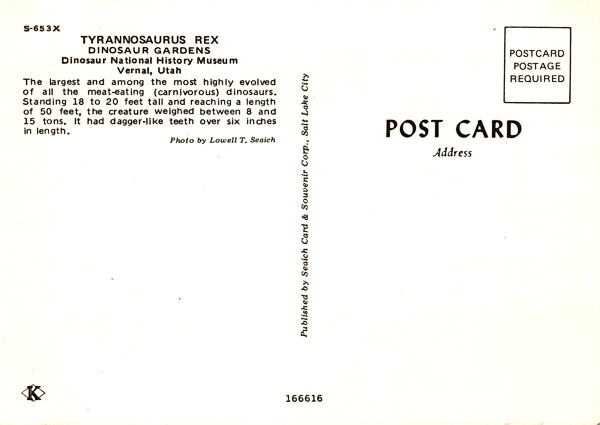 S-653X
TYRANNOSAURUS REX
DINOSAUR GARDENS
Dinosaur National History Museum
Vernal, Utah
The largest and among the most highly evolved
of all the meat-eating (carnivorous) dinosaurs.
Standing 18 to 20 feet tall and reaching a length
of 50 feet, the creature weighed between 8 and
15 tons. It had dagger-like teeth over six inches
in length.
Photo by Lowell T. Seaich
Published by Seaich Card & Souvenir Corp., Salt Lake City
POSTCARD
POSTAGE
REQUIRED
POST CARD
Address
K
166616